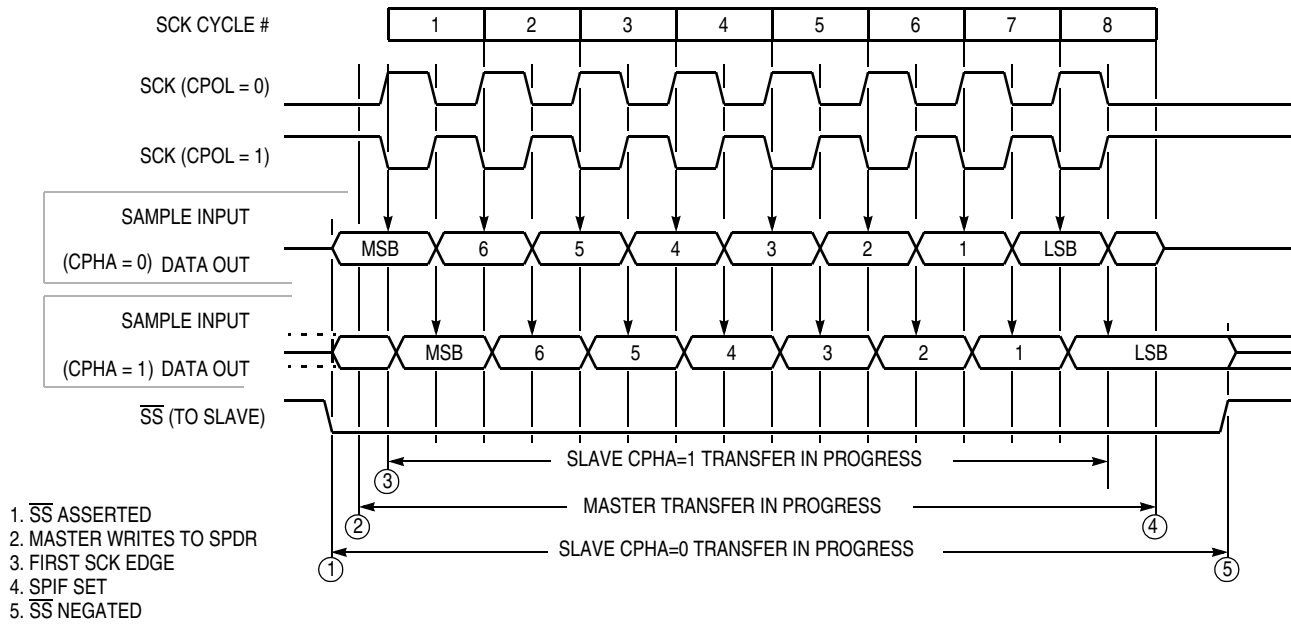 SCK CYCLE # 1 2 3 4 5 6 7 8
SCK (CPOL = 0)
SCK (CPOL = 1)
SAMPLE INPUT
(CPHA = 0) DATA OUT MSB 6 5 4 3 2 1 LSB
SAMPLE INPUT
(CPHA = 1) DATA OUT MSB 6 5 4 3 2 1 LSB
SS (TO SLAVE)
SLAVE CPHA=1 TRANSFER IN PROGRESS
3
MASTER TRANSFER IN PROGRESS
2 4
SLAVE CPHA=0 TRANSFER IN PROGRESS
1 5
1. SS ASSERTED
2. MASTER WRITES TO SPDR
3. FIRST SCK EDGE
4. SPIF SET
5. SS NEGATED